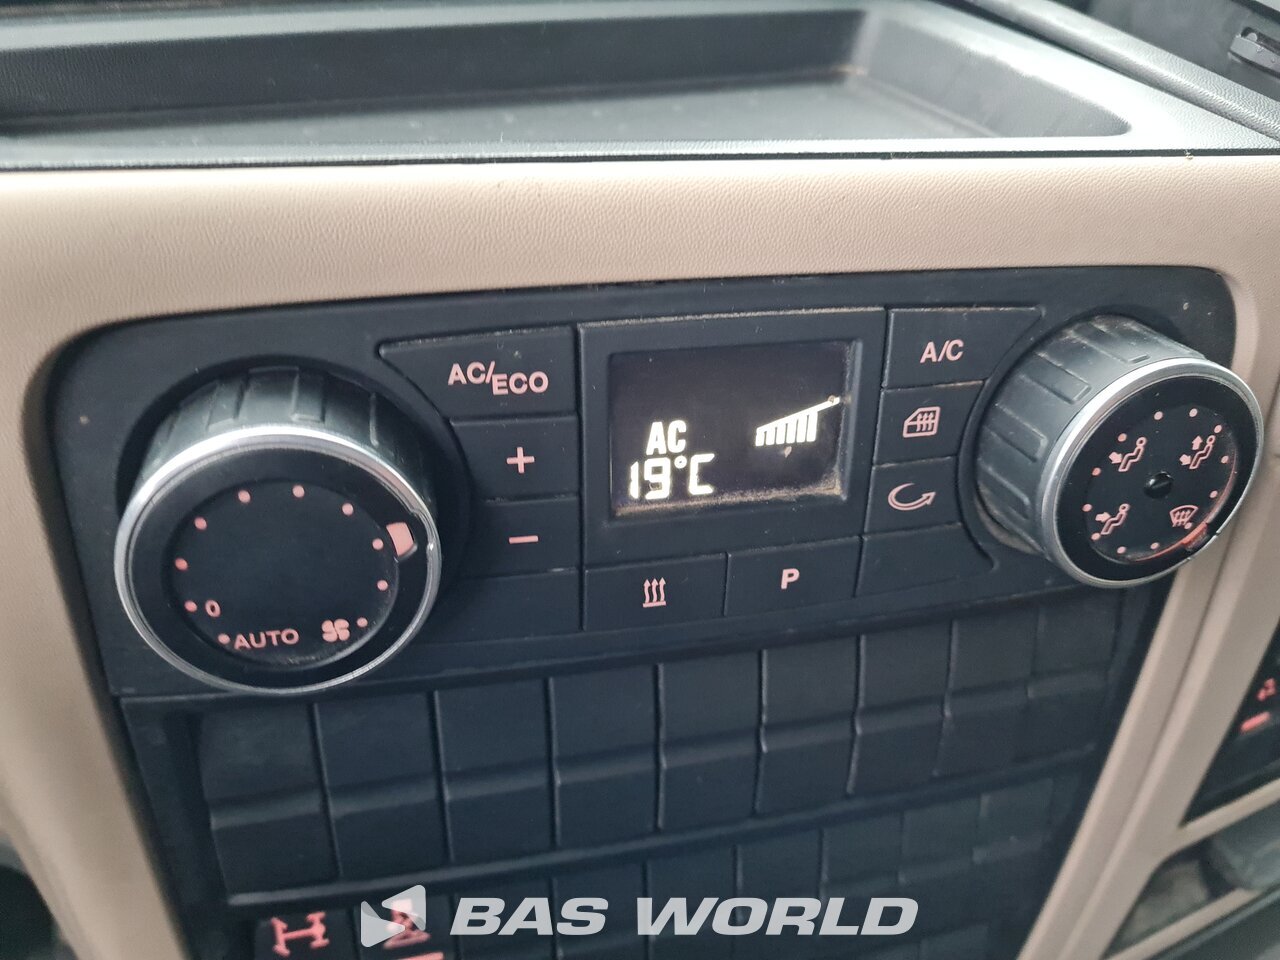 AC/ECO
A/C
+
AC
19°C
−
P
0
AUTO
BAS WORLD